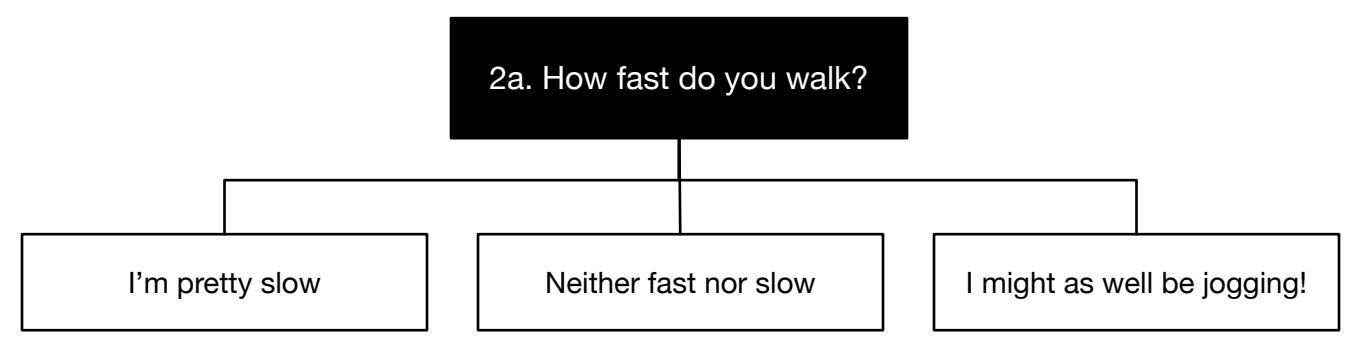 2a. How fast do you walk?
I’m pretty slow
Neither fast nor slow
I might as well be jogging!